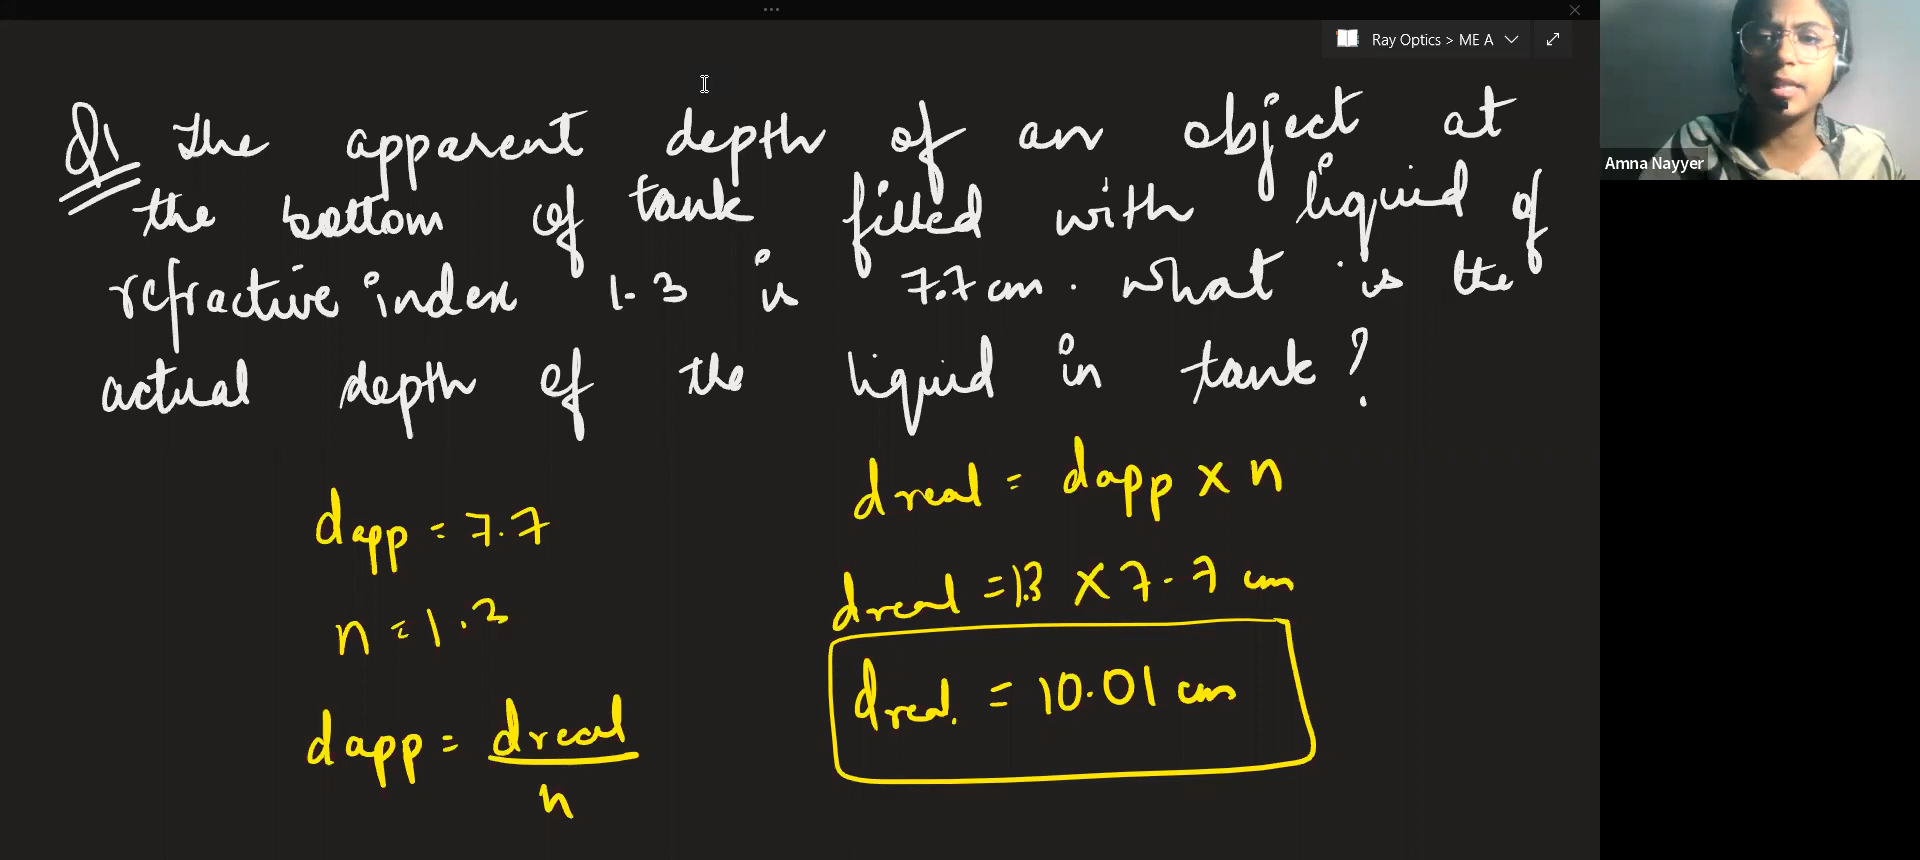 Ray Optics > ME A
Amna Nayyer
Q1 The apparent depth of an object at
the bottom of tank filled with liquid of
refractive index 1.3 is 7.7 cm. What is the
actual depth of the liquid in tank?
dapp = 7.7
n = 1.3
dapp = dreal
n
dreal = dapp x n
dreal = 1.3 x 7.7 cm
dreal. = 10.01 cm